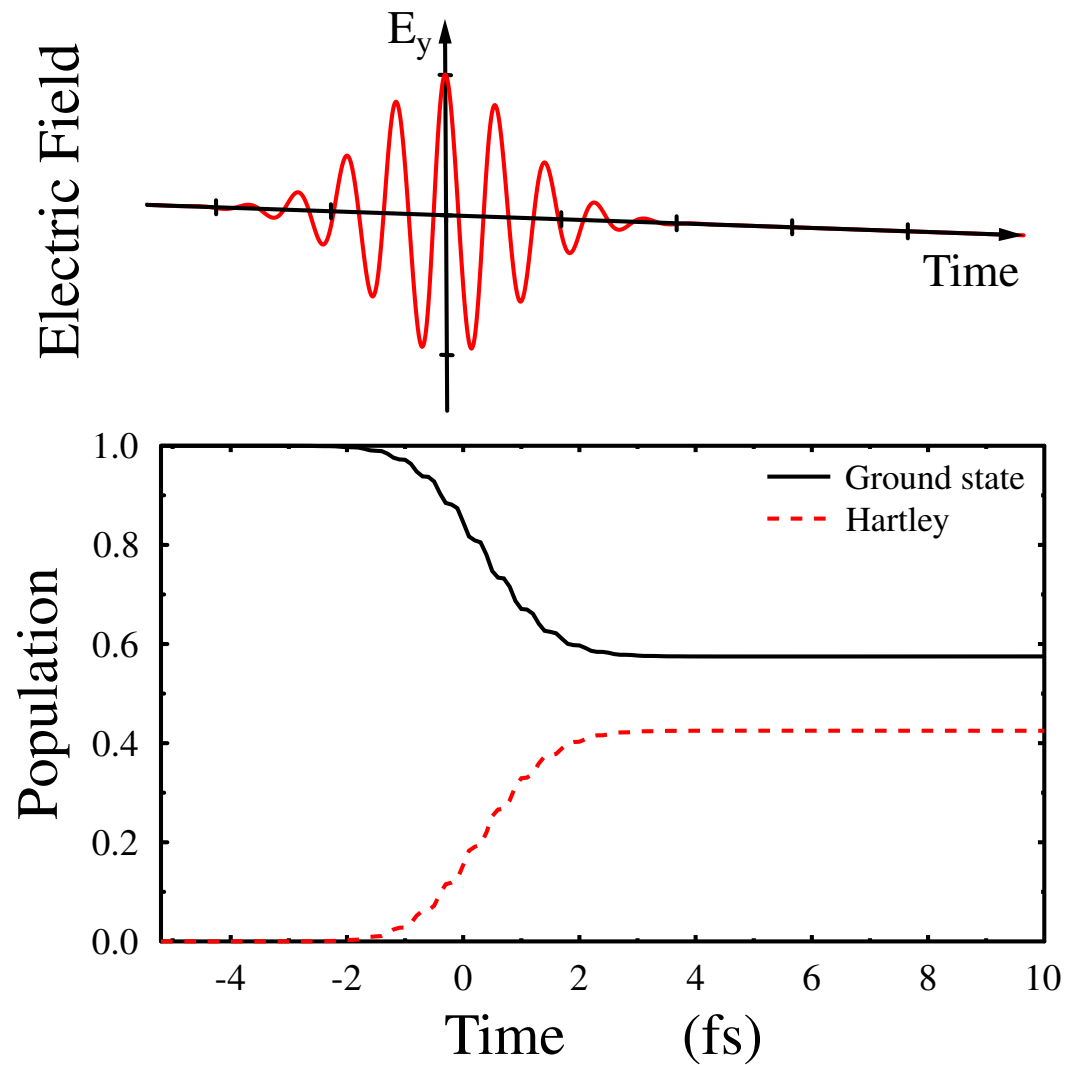 E_y
Electric Field
Time
1.0
0.8
0.6
0.4
0.2
0.0
Population
Ground state
Hartley
-4 -2 0 2 4 6 8 10
Time (fs)